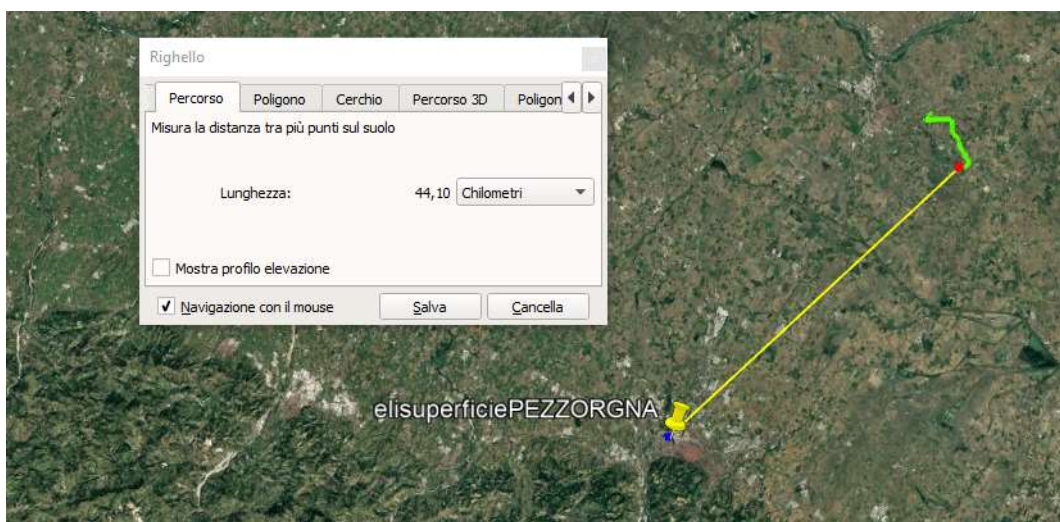 Righello
Percorso Poligono Cerchio Percorso 3D Poligon
Misura la distanza tra più punti sul suolo
Lunghezza: 44,10 Chilometri
Mostra profilo elevazione
Navigazione con il mouse Salva Cancella
elisuperficiePEZZORGNA